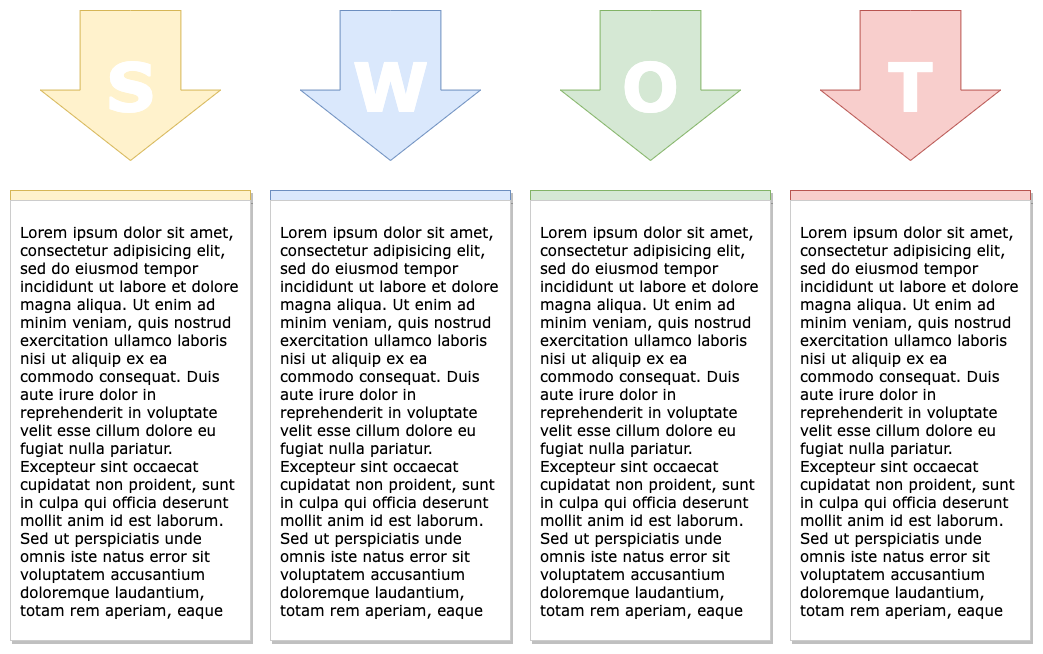 S
W
O
T
Lorem ipsum dolor sit amet,
consectetur adipisicing elit,
sed do eiusmod tempor
incididunt ut labore et dolore
magna aliqua. Ut enim ad
minim veniam, quis nostrud
exercitation ullamco laboris
nisi ut aliquip ex ea
commodo consequat. Duis
aute irure dolor in
reprehenderit in voluptate
velit esse cillum dolore eu
fugiat nulla pariatur.
Excepteur sint occaecat
cupidatat non proident, sunt
in culpa qui officia deserunt
mollit anim id est laborum.
Sed ut perspiciatis unde
omnis iste natus error sit
voluptatem accusantium
doloremque laudantium,
totam rem aperiam, eaque
Lorem ipsum dolor sit amet,
consectetur adipisicing elit,
sed do eiusmod tempor
incididunt ut labore et dolore
magna aliqua. Ut enim ad
minim veniam, quis nostrud
exercitation ullamco laboris
nisi ut aliquip ex ea
commodo consequat. Duis
aute irure dolor in
reprehenderit in voluptate
velit esse cillum dolore eu
fugiat nulla pariatur.
Excepteur sint occaecat
cupidatat non proident, sunt
in culpa qui officia deserunt
mollit anim id est laborum.
Sed ut perspiciatis unde
omnis iste natus error sit
voluptatem accusantium
doloremque laudantium,
totam rem aperiam, eaque
Lorem ipsum dolor sit amet,
consectetur adipisicing elit,
sed do eiusmod tempor
incididunt ut labore et dolore
magna aliqua. Ut enim ad
minim veniam, quis nostrud
exercitation ullamco laboris
nisi ut aliquip ex ea
commodo consequat. Duis
aute irure dolor in
reprehenderit in voluptate
velit esse cillum dolore eu
fugiat nulla pariatur.
Excepteur sint occaecat
cupidatat non proident, sunt
in culpa qui officia deserunt
mollit anim id est laborum.
Sed ut perspiciatis unde
omnis iste natus error sit
voluptatem accusantium
doloremque laudantium,
totam rem aperiam, eaque
Lorem ipsum dolor sit amet,
consectetur adipisicing elit,
sed do eiusmod tempor
incididunt ut labore et dolore
magna aliqua. Ut enim ad
minim veniam, quis nostrud
exercitation ullamco laboris
nisi ut aliquip ex ea
commodo consequat. Duis
aute irure dolor in
reprehenderit in voluptate
velit esse cillum dolore eu
fugiat nulla pariatur.
Excepteur sint occaecat
cupidatat non proident, sunt
in culpa qui officia deserunt
mollit anim id est laborum.
Sed ut perspiciatis unde
omnis iste natus error sit
voluptatem accusantium
doloremque laudantium,
totam rem aperiam, eaque